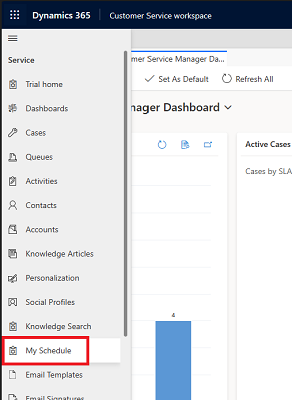 Dynamics 365
Customer Service workspace
mer Service Manager Da...
Set As Default
Refresh All
Service
Trial home
Dashboards
Cases
Queues
Activities
Contacts
Accounts
Knowledge Articles
Personalization
Social Profiles
Knowledge Search
My Schedule
Email Templates
Email Signatures
nager Dashboard
4
Active Cases
Cases by SLA